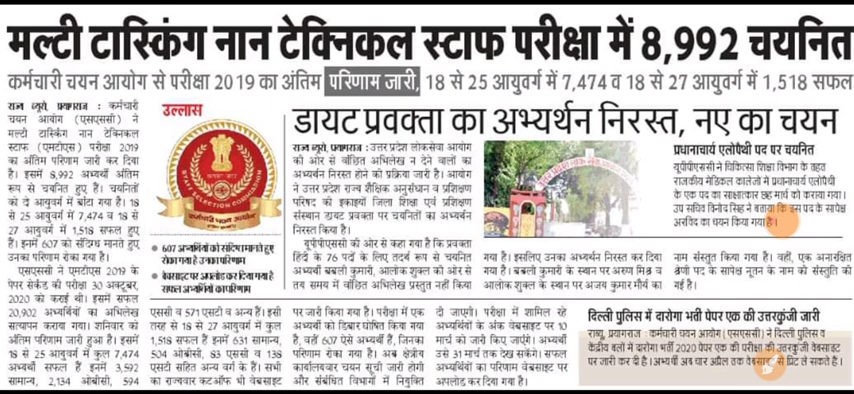 मल्टी टास्किंग नान टेक्निकल स्टाफ परीक्षा में 8,992 चयनित
कर्मचारी चयन आयोग से परीक्षा 2019 का अंतिम परिणाम जारी, 18 से 25 आयुवर्ग में 7,474 व 18 से 27 आयुवर्ग में 1,518 सफल
राज्य ब्यूरो, प्रयागराज : कर्मचारी
चयन आयोग (एसएससी) ने
मल्टी टास्किंग नान टेक्निकल
स्टाफ (एमटीएस) परीक्षा 2019
का अंतिम परिणाम जारी कर दिया
है। इसमें 8,992 अभ्यर्थी अंतिम
रूप से चयनित हुए हैं। चयनितों
को दो आयुवर्ग में बांटा गया है। 18
से 25 आयुवर्ग में 7,474 व 18 से
27 आयुवर्ग में 1,518 सफल हुए
हैं। इनमें 607 को संदिग्ध मानते हुए
उनका परिणाम रोका गया है।
एसएससी ने एमटीएस 2019 के
पेपर सेकेंड की परीक्षा 30 अक्टूबर,
2020 को कराई थी। इसमें सफल
20,902 अभ्यर्थियों का अभिलेख
सत्यापन कराया गया। शनिवार को
अंतिम परिणाम जारी हुआ है। इसमें
18 से 25 आयुवर्ग में कुल 7,474
अभ्यर्थी सफल हैं इनमें 3,592
सामान्य, 2,134 ओबीसी, 594
उल्लास
STAFF SELECTION COMMISSION
कर्मचारी चयन आयोग
● 607 अभ्यर्थियों को संदिग्ध मानते हुए
रोका गया है उनका परिणाम
● वेबसाइट पर अपलोड कर दिया गया है
सफल अभ्यर्थियों का परिणाम
एससी व 571 एसटी व अन्य हैं। इसी
तरह से 18 से 27 आयुवर्ग में कुल
1,518 सफल हैं इनमें 631 सामान्य,
504 ओबीसी, 83 एससी व 138
एसटी सहित अन्य वर्ग के हैं। सभी
का राज्यवार कटऑफ भी वेबसाइट
पर जारी किया गया है। परीक्षा में एक
अभ्यर्थी को डिबार घोषित किया गया
है, वहीं 607 ऐसे अभ्यर्थी हैं, जिनका
परिणाम रोका गया है। अब क्षेत्रीय
कार्यालयवार चयन सूची जारी होगी
और संबंधित विभागों में नियुक्ति
दी जाएगी। परीक्षा में शामिल रहे
अभ्यर्थियों के अंक वेबसाइट पर 10
मार्च को जारी किए जाएंगे। अभ्यर्थी
उसे 31 मार्च तक देख सकेंगे। सफल
अभ्यर्थियों का परिणाम वेबसाइट पर
अपलोड कर दिया गया है।
डायट प्रवक्ता का अभ्यर्थन निरस्त, नए का चयन
राज्य ब्यूरो, प्रयागराज : उत्तर प्रदेश लोकसेवा आयोग
की ओर से वांछित अभिलेख न देने वालों का
अभ्यर्थन निरस्त होने की प्रक्रिया जारी है। आयोग
ने उत्तर प्रदेश राज्य शैक्षिक अनुसंधान व प्रशिक्षण
परिषद की इकाइयों जिला शिक्षा एवं प्रशिक्षण
संस्थान डायट प्रवक्ता पर चयनितों का अभ्यर्थन
निरस्त किया है।
यूपीपीएससी की ओर से कहा गया है कि प्रवक्ता
हिंदी के 76 पदों के लिए तदर्थ रूप से चयनित
अभ्यर्थी बबली कुमारी, आलोक शुक्ल की ओर से
तय समय में वांछित अभिलेख प्रस्तुत नहीं किया
गया है। इसलिए उनका अभ्यर्थन निरस्त कर दिया
गया है। बबली कुमारी के स्थान पर अरुण मिश्र व
आलोक शुक्ल के स्थान पर अजय कुमार मौर्य का
नाम संस्तुत किया गया है। वहीं, एक अनारक्षित
श्रेणी पद के सापेक्ष नूतन के नाम की संस्तुति की
गई है।
प्रधानाचार्य एलोपैथी पद पर चयनित
यूपीपीएससी ने चिकित्सा शिक्षा विभाग के तहत
राजकीय मेडिकल कालेजों में प्रधानाचार्य एलोपैथी
के एक पद का साक्षात्कार छह मार्च को कराया गया।
उप सचिव विनोद सिंह ने बताया कि इस पद के सापेक्ष
अरविंद का चयन किया गया है।
दिल्ली पुलिस में दारोगा भर्ती पेपर एक की उत्तरकुंजी जारी
राब्यू, प्रयागराज : कर्मचारी चयन आयोग (एसएससी) ने दिल्ली पुलिस व
केंद्रीय बलों में दारोगा भर्ती 2020 पेपर एक की परीक्षा की उत्तरकुंजी वेबसाइट
पर जारी कर दी है। अभ्यर्थी अब चार अप्रैल तक वेबसाइट से प्रिंट ले सकते हैं।